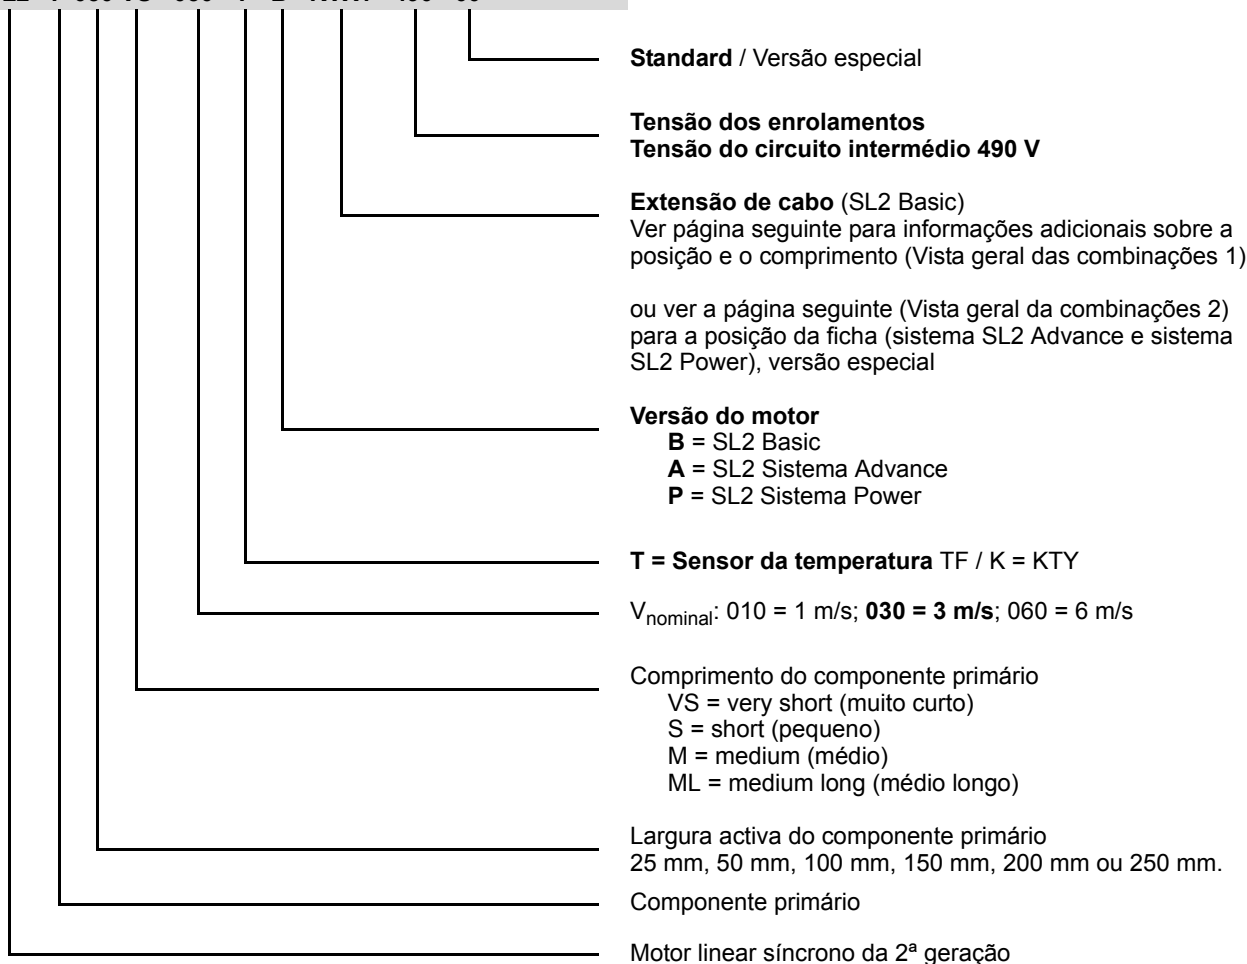 Standard / Versão especial
Tensão dos enrolamentos
Tensão do circuito intermédio 490 V
Extensão de cabo (SL2 Basic)
Ver página seguinte para informações adicionais sobre a
posição e o comprimento (Vista geral das combinações 1)
ou ver a página seguinte (Vista geral da combinações 2)
para a posição da ficha (sistema SL2 Advance e sistema
SL2 Power), versão especial
Versão do motor
B = SL2 Basic
A = SL2 Sistema Advance
P = SL2 Sistema Power
T = Sensor da temperatura TF / K = KTY
Vnominal: 010 = 1 m/s; 030 = 3 m/s; 060 = 6 m/s
Comprimento do componente primário
VS = very short (muito curto)
S = short (pequeno)
M = medium (médio)
ML = medium long (médio longo)
Largura activa do componente primário
25 mm, 50 mm, 100 mm, 150 mm, 200 mm ou 250 mm.
Componente primário
Motor linear síncrono da 2ª geração